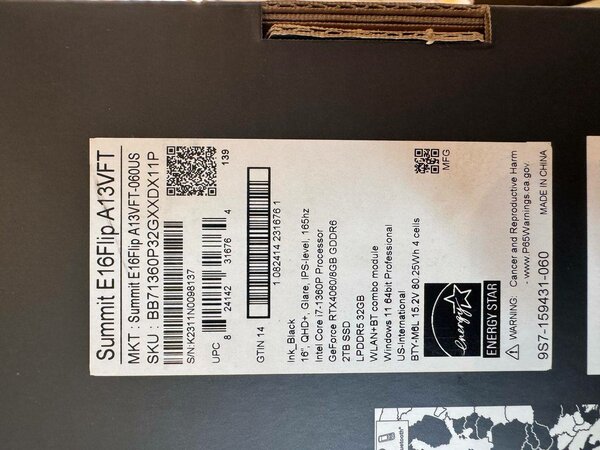 Summit E16Flip A13VFT
MKT : Summit E16Flip A13VFT-060US
SKU : BB71360P32GXXDX11P
S/N:K2311N0098137
139
UPC
8 24142 31676 4
GTIN 14
1 0824142 31676 1
Ink_Black
16", QHD+, Glare, IPS-level, 165hz
Intel Core i7-1360P Processor
GeForce RTX4060/8GB GDDR6
2TB SSD
LPDDR5 32GB
WLAN+BT combo module
Windows 11 64bit Professional
US-International
BTY-M6L 15.2V 80.25Wh 4 cells
MFG
energy
ENERGY STAR
WARNING: Cancer and Reproductive Harm
- www.P65Warnings.ca.gov.
9S7-159431-060
MADE IN CHINA
Bluetooth®